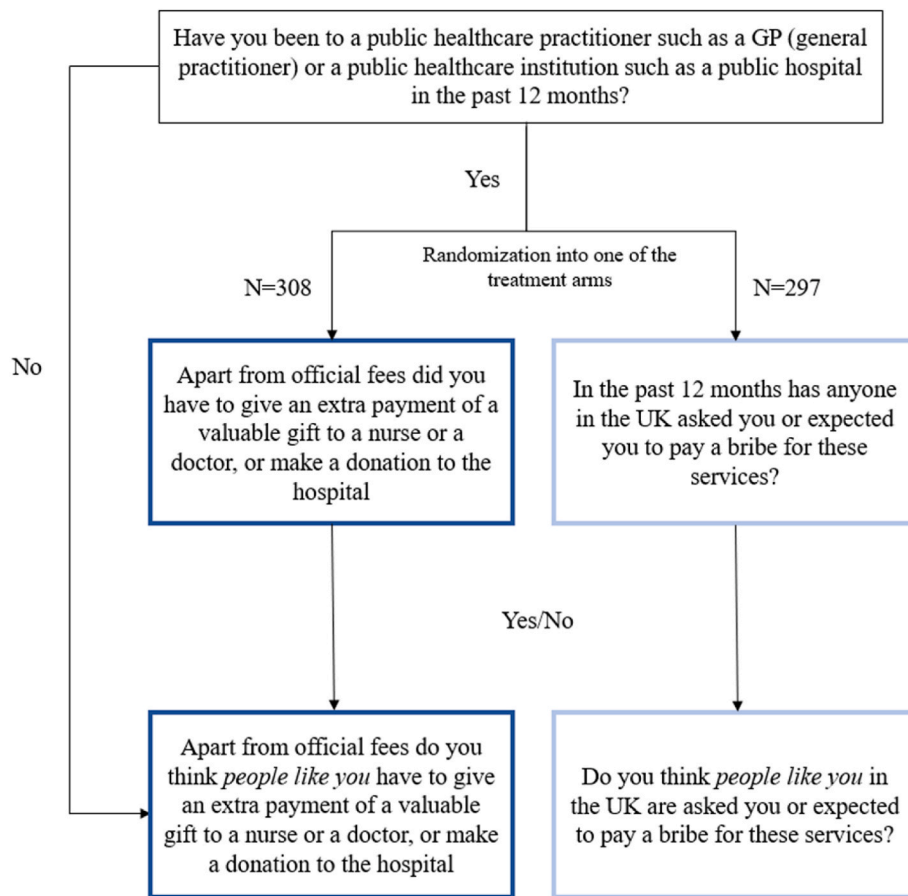 Have you been to a public healthcare practitioner such as a GP (general
practitioner) or a public healthcare institution such as a public hospital
in the past 12 months?
Yes
Randomization into one of the
treatment arms
N=308
N=297
No
Apart from official fees did you
have to give an extra payment of a
valuable gift to a nurse or a
doctor, or make a donation to the
hospital
In the past 12 months has anyone
in the UK asked you or expected
you to pay a bribe for these
services?
Yes/No
Apart from official fees do you
think people like you have to give
an extra payment of a valuable
gift to a nurse or a doctor, or make
a donation to the hospital
Do you think people like you in
the UK are asked you or expected
to pay a bribe for these services?